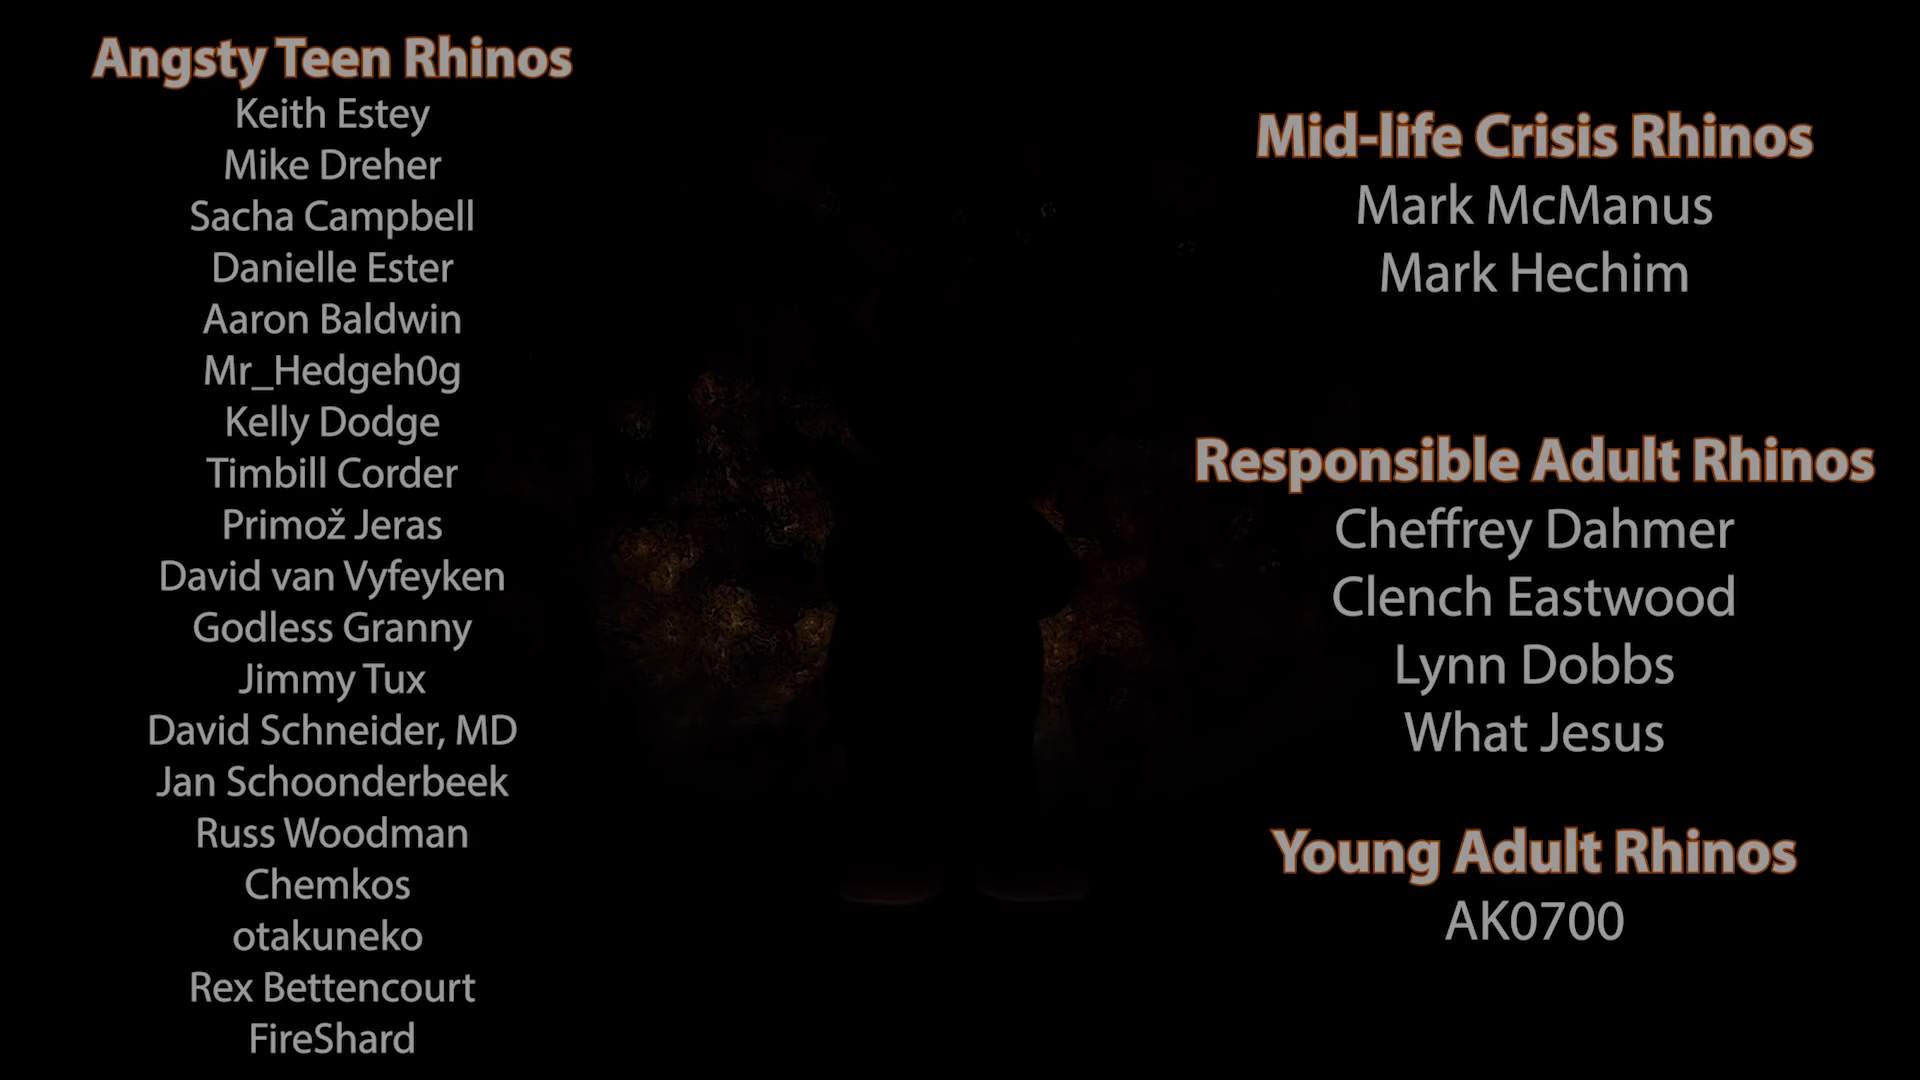 Angsty Teen Rhinos
Keith Estey
Mike Dreher
Sacha Campbell
Danielle Ester
Aaron Baldwin
Mr_Hedgeh0g
Kelly Dodge
Timbill Corder
Primož Jeras
David van Vyfeyken
Godless Granny
Jimmy Tux
David Schneider, MD
Jan Schoonderbeek
Russ Woodman
Chemkos
otakuneko
Rex Bettencourt
FireShard
Mid-life Crisis Rhinos
Mark McManus
Mark Hechim
Responsible Adult Rhinos
Cheffrey Dahmer
Clench Eastwood
Lynn Dobbs
What Jesus
Young Adult Rhinos
AK0700